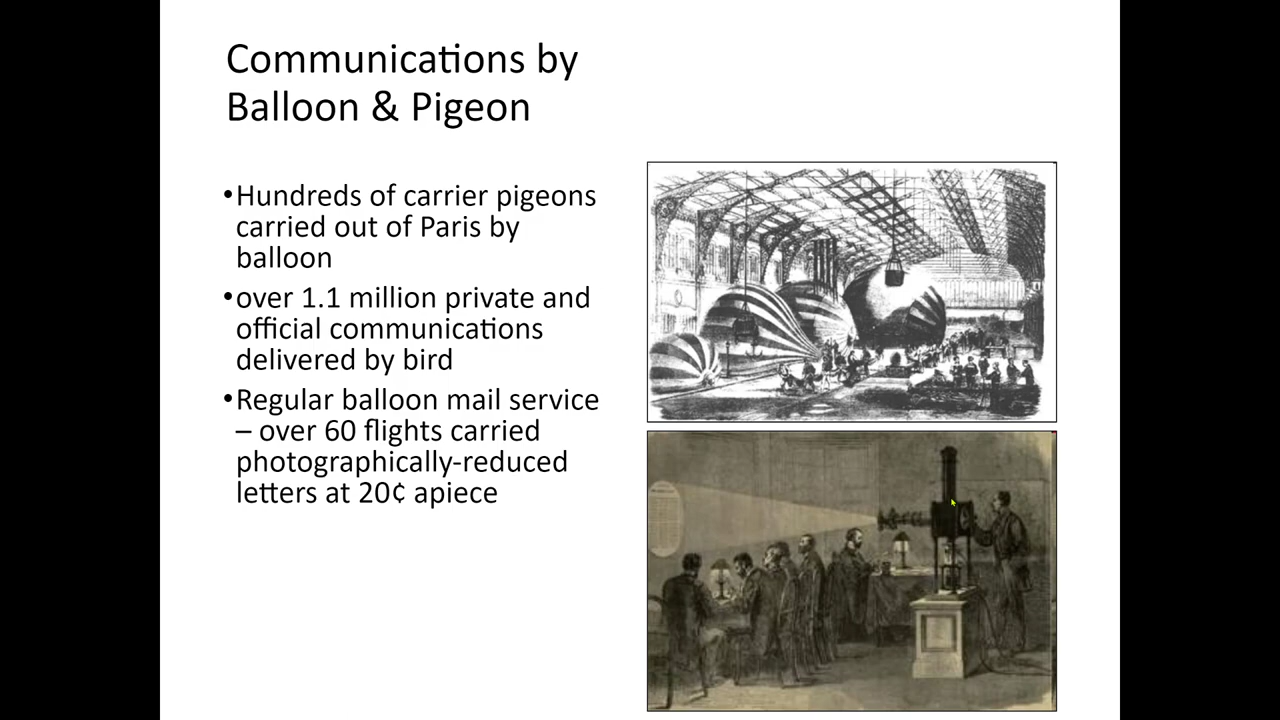 Communications by
Balloon & Pigeon
•Hundreds of carrier pigeons
carried out of Paris by
balloon
•over 1.1 million private and
official communications
delivered by bird
•Regular balloon mail service
– over 60 flights carried
photographically-reduced
letters at 20¢ apiece